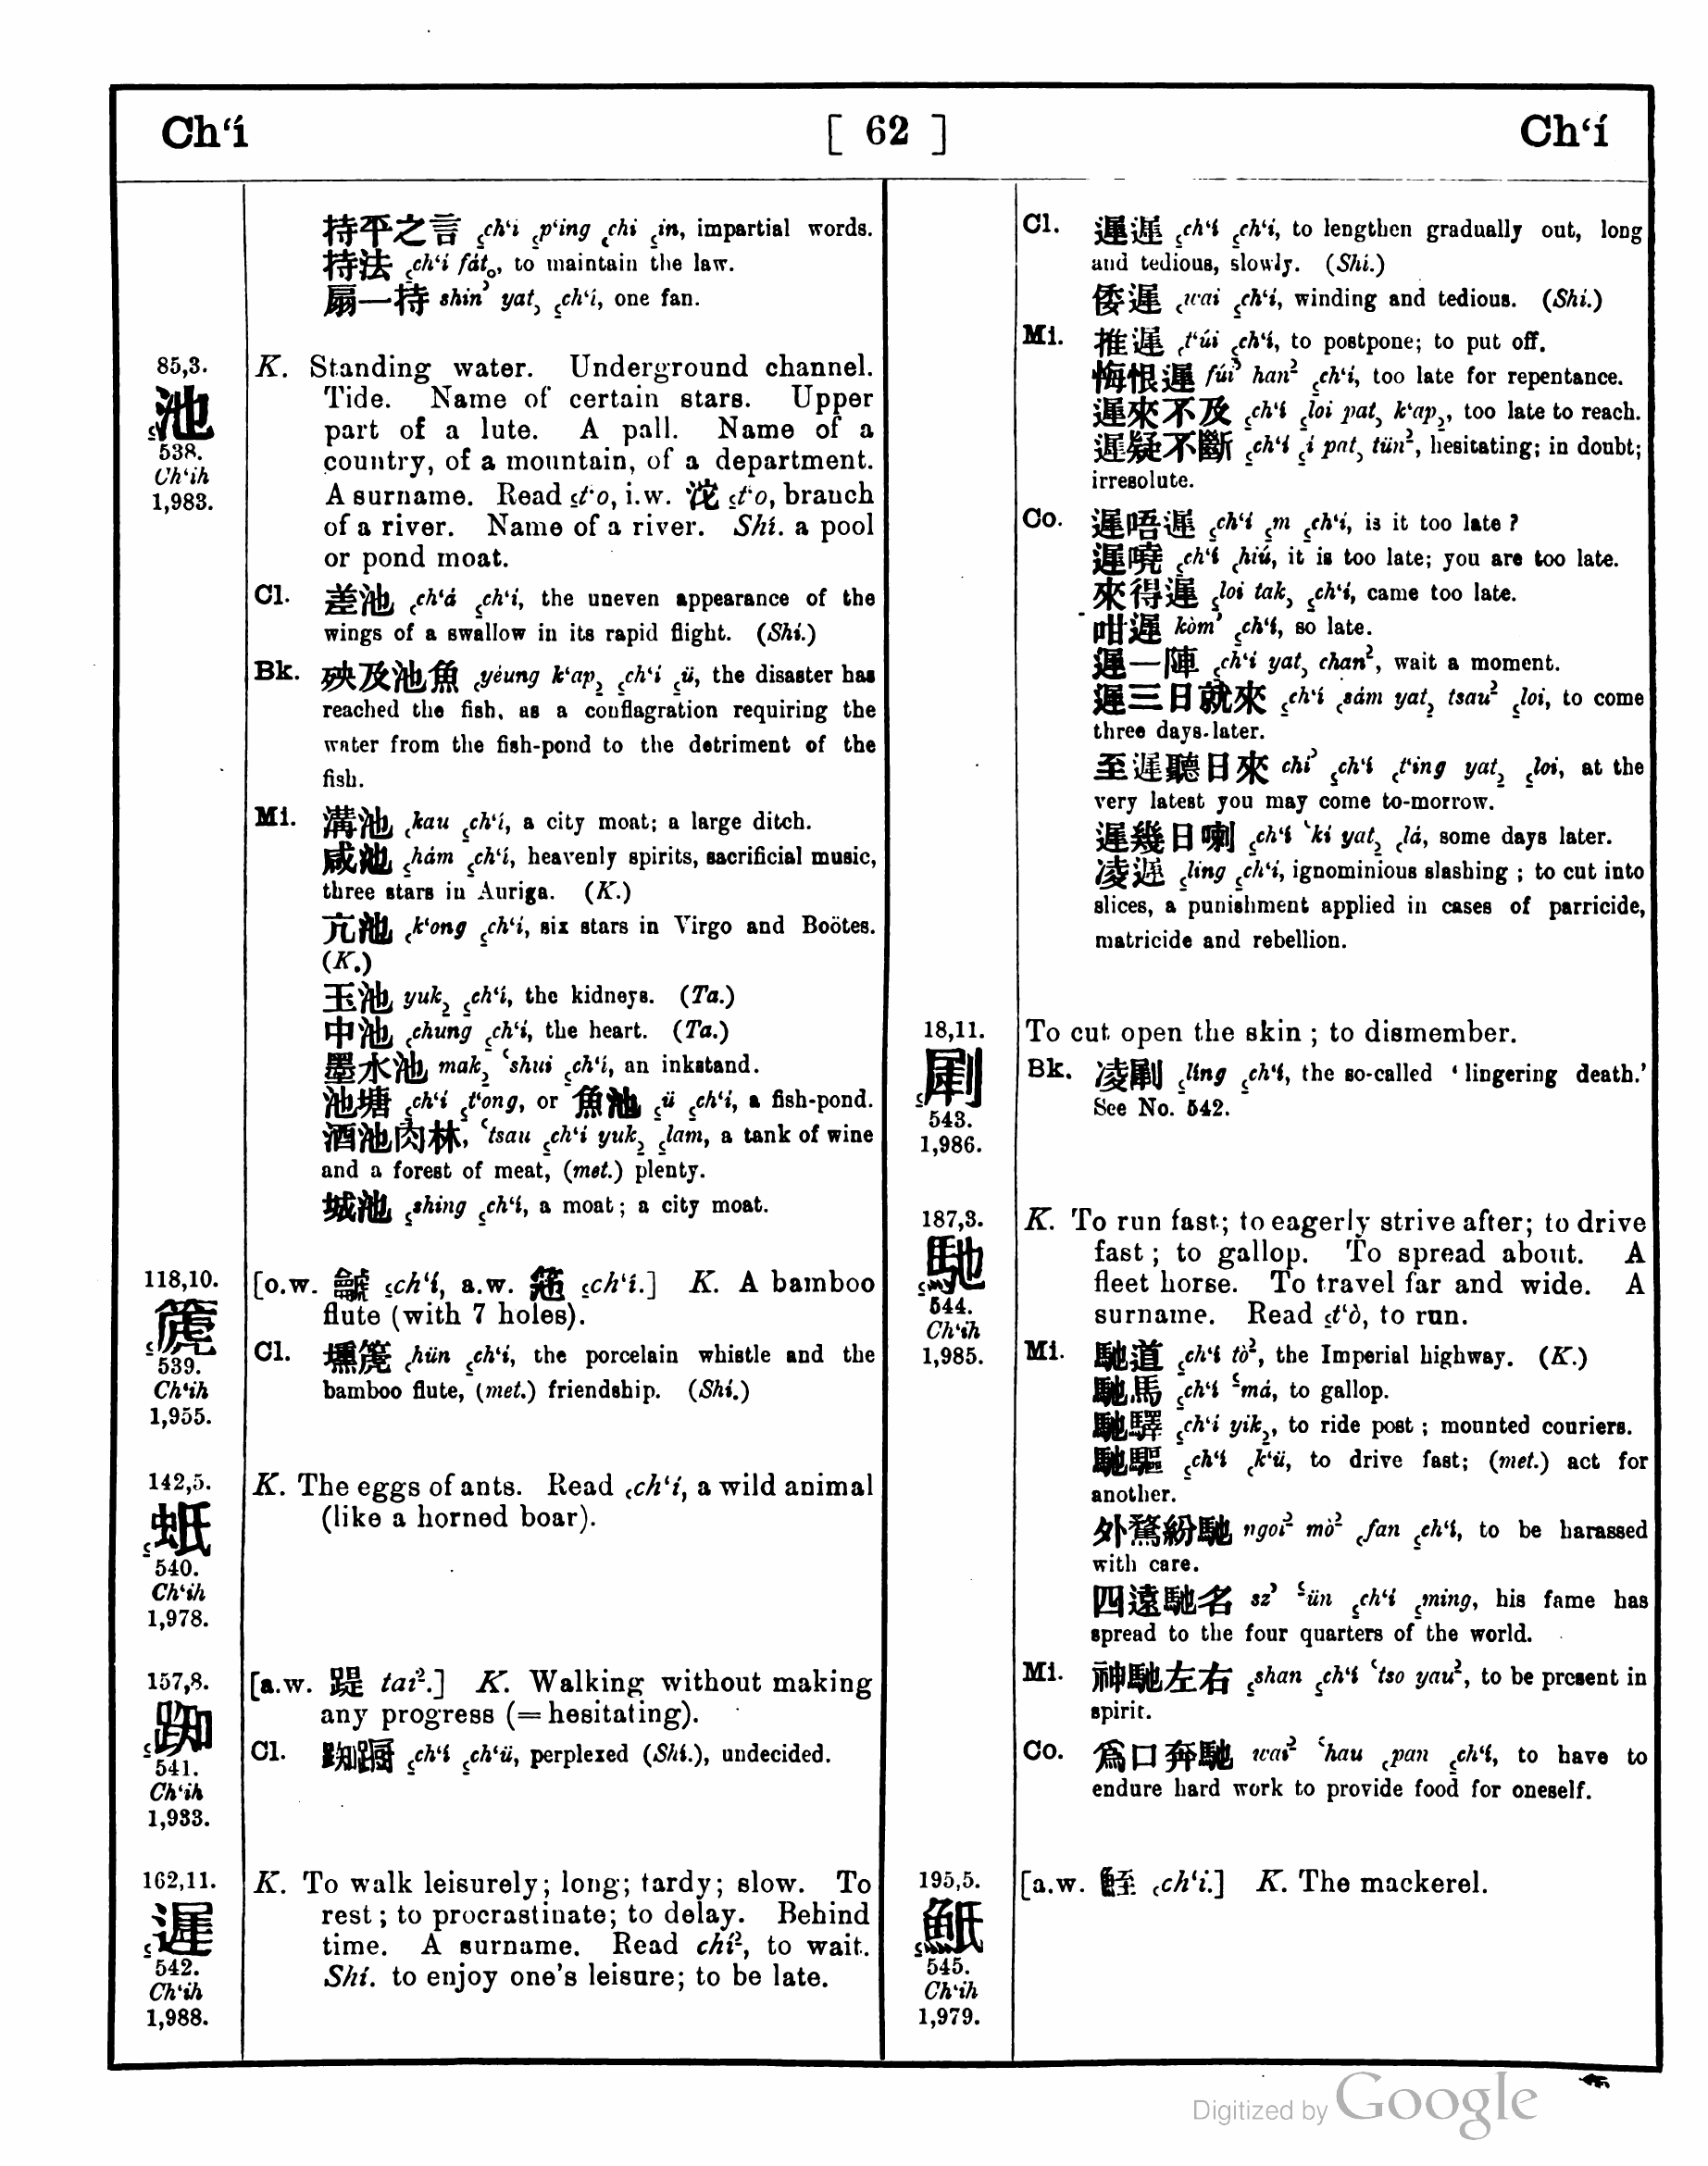 Ch‘í [ 62 ] Ch‘í
持平之言 ꜁ch‘i ꜁p‘ing ꜀chi ꜁in, impartial words.
持法 ꜁ch‘i fát꜆, to maintain the law.
扇一持 shin꜄ yat꜆ ꜁ch‘í, one fan.
85,3.
池
538.
Ch‘ih
1,983.
K. Standing water. Underground channel.
Tide. Name of certain stars. Upper
part of a lute. A pall. Name of a
country, of a mountain, of a department.
A surname. Read ꜁t‘o, i.w. 沱 ꜁t‘o, branch
of a river. Name of a river. Shí. a pool
or pond moat.
Cl. 差池 ꜀ch‘á ꜁ch‘i, the uneven appearance of the
wings of a swallow in its rapid flight. (Shí.)
Bk. 殃及池魚 ꜀yéung k‘ap꜇ ꜁ch‘i ꜁ü, the disaster has
reached the fish, as a conflagration requiring the
water from the fish-pond to the detriment of the
fish.
Mi. 溝池 ꜀kau ꜁ch‘í, a city moat; a large ditch.
咸池 ꜁hám ꜁ch‘í, heavenly spirits, sacrificial music,
three stars in Auriga. (K.)
亢池 ꜀k‘ong ꜁ch‘i, six stars in Virgo and Boötes.
(K.)
玉池 yuk꜇ ꜁ch‘í, the kidneys. (Ta.)
中池 ꜀chung ꜁ch‘í, the heart. (Ta.)
墨水池 mak꜇ ꜂shui ꜁ch‘í, an inkstand.
池塘 ꜁ch‘i ꜁t‘ong, or 魚池 ꜁ü ꜁ch‘i, a fish-pond.
酒池肉林, ꜂tsau ꜁ch‘i yuk꜇ ꜁lam, a tank of wine
and a forest of meat, (met.) plenty.
城池 ꜁shing ꜁ch‘í, a moat; a city moat.
118,10.
篪
539.
Ch‘ih
1,955.
[o.w. ꜁ch‘í, a.w. ꜁ch‘í.] K. A bamboo
flute (with 7 holes).
Cl. 壎篪 ꜀hün ꜁ch‘i, the porcelain whistle and the
bamboo flute, (met.) friendship. (Shí.)
142,5.
蚳
540.
Ch‘ih
1,978.
K. The eggs of ants. Read ꜀ch‘í, a wild animal
(like a horned boar).
157,8.
踟
541.
Ch‘ih
1,933.
[a.w. 踶 tai꜅.] K. Walking without making
any progress (= hesitating).
Cl. 踟躕 ꜁ch‘í ꜁ch‘ü, perplexed (Shí.), undecided.
162,11.
遲
542.
Ch‘ih
1,988.
K. To walk leisurely; long; tardy; slow. To
rest; to procrastinate; to delay. Behind
time. A surname. Read chí꜅, to wait.
Shí. to enjoy one's leisure; to be late.
Cl. 遲遲 ꜁ch‘í ꜁ch‘i, to lengthen gradually out, long
and tedious, slowly. (Shí.)
倭遲 ꜀wai ꜁ch‘í, winding and tedious. (Shí.)
Mi. 推遲 ꜀t‘úi ꜁ch‘i, to postpone; to put off.
悔恨遲 fúi꜄ han꜅ ꜁ch‘i, too late for repentance.
遲來不及 ꜁ch‘i ꜁loi pat꜆ k‘ap꜇, too late to reach.
遲疑不斷 ꜁ch‘i ꜁i pat꜆ tün꜅, hesitating; in doubt;
irresolute.
Co. 遲唔遲 ꜁ch‘i ꜁m ꜁ch‘i, is it too late?
遲嘵 ꜁ch‘i ꜀hiú, it is too late; you are too late.
來得遲 ꜁loi tak꜆ ꜁ch‘í, came too late.
咁遲 kòm꜄ ꜁ch‘í, so late.
遲一陣 ꜁ch‘i yat꜆ chan꜅, wait a moment.
遲三日就來 ꜁ch‘i ꜀sám yat꜇ tsau꜅ ꜁loi, to come
three days later.
至遲聽日來 chí꜄ ꜁ch‘i ꜀t‘ing yat꜇ ꜁loi, at the
very latest you may come to-morrow.
遲幾日喇 ꜁ch‘i ꜂ki yat꜇ ꜀lá, some days later.
凌遲 ꜁ling ꜁ch‘i, ignominious slashing; to cut into
slices, a punishment applied in cases of parricide,
matricide and rebellion.
18,11.
543.
1,986.
To cut open the skin; to dismember.
Bk. ꜁ling ꜁ch‘í, the so-called ‘lingering death.’
See No. 542.
187,3.
馳
544.
Ch‘ih
1,985.
K. To run fast; to eagerly strive after; to drive
fast; to gallop. To spread about. A
fleet horse. To travel far and wide. A
surname. Read ꜁t‘ò, to run.
Mi. 馳道 ꜁ch‘i tò꜅, the Imperial highway. (K.)
馳馬 ꜁ch‘i ꜃má, to gallop.
馳驛 ꜁ch‘i yik꜇, to ride post; mounted couriers.
馳驅 ꜁ch‘i ꜀k‘ü, to drive fast; (met.) act for
another.
外騖紛馳 ngoi꜅ mò꜅ ꜀fan ꜁ch‘i, to be harassed
with care.
四遠馳名 sz꜄ ꜃ün ꜁ch‘i ꜁ming, his fame has
spread to the four quarters of the world.
Mi. 神馳左右 ꜁shan ꜁ch‘i ꜂tso yau꜅, to be present in
spirit.
Co. 爲口奔馳 wai꜅ ꜂hau ꜀pan ꜁ch‘i, to have to
endure hard work to provide food for oneself.
195,5.
545.
Ch‘ih
1,979.
[a.w. ꜀ch‘i.] K. The mackerel.
Digitized by Google